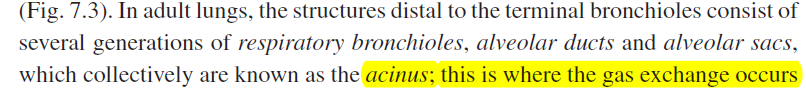 (Fig. 7.3). In adult lungs, the structures distal to the terminal bronchioles consist of
several generations of respiratory bronchioles, alveolar ducts and alveolar sacs,
which collectively are known as the acinus; this is where the gas exchange occurs